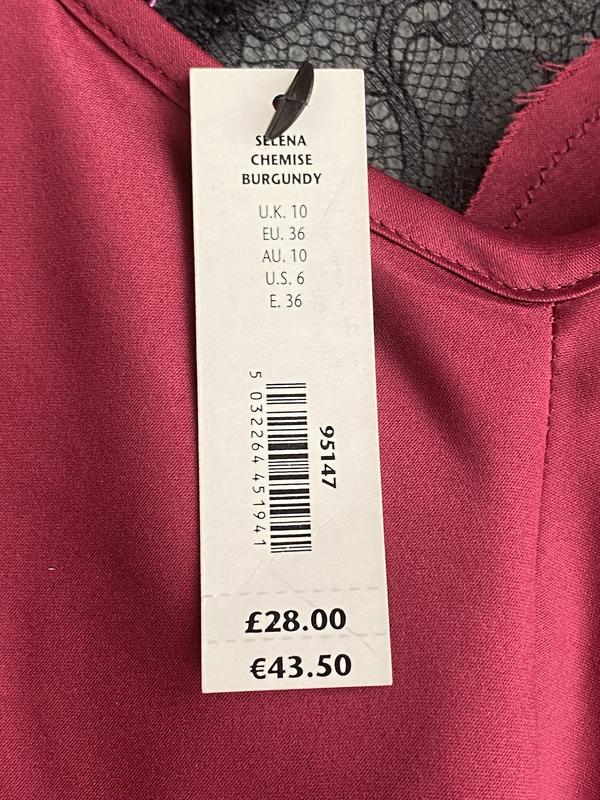 SELENA
CHEMISE
BURGUNDY
U.K. 10
EU. 36
AU. 10
U.S. 6
E. 36
95147
5 032264 451941
£28.00
€43.50